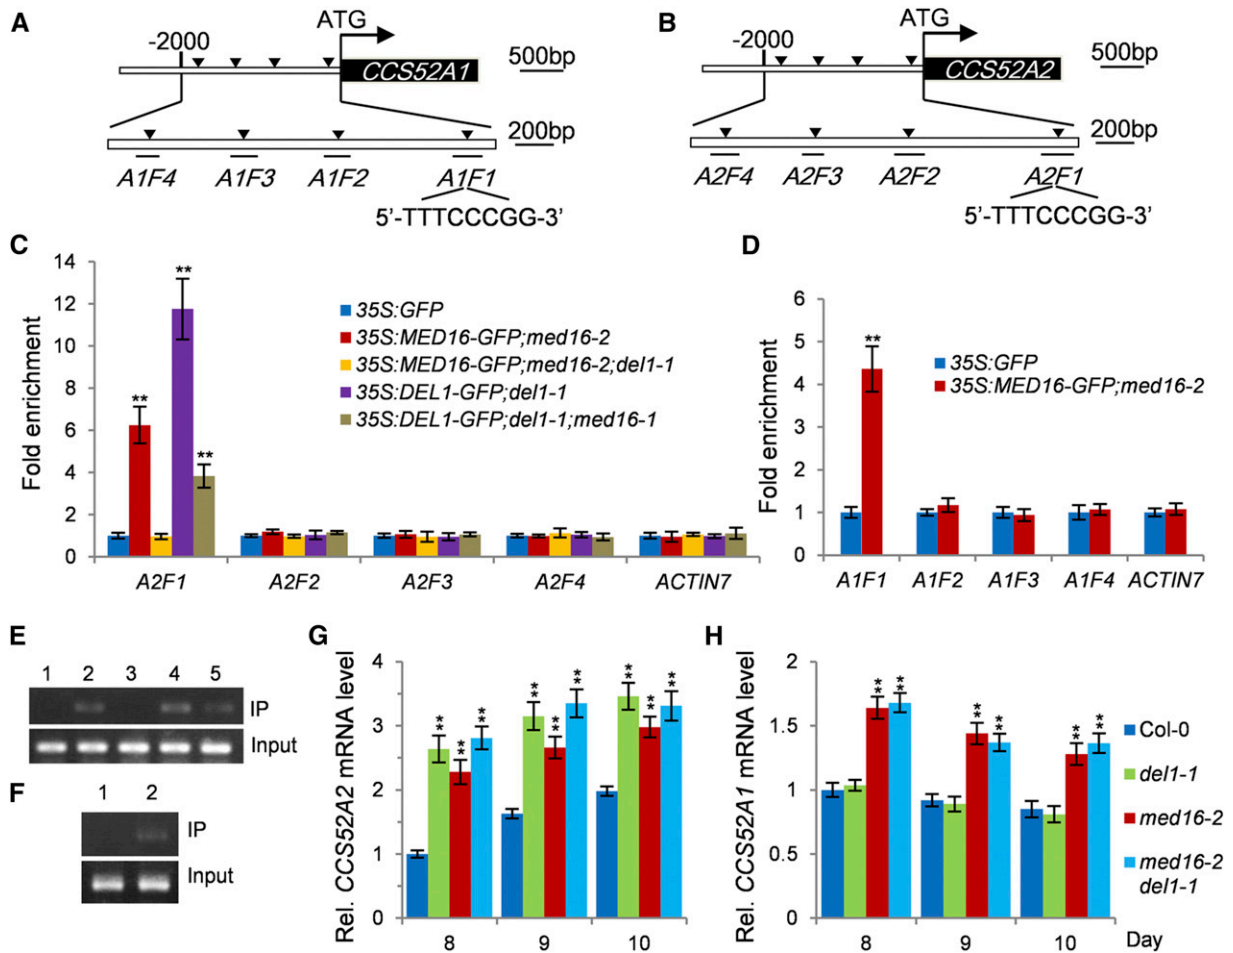 A
ATG
-2000
CCS52A1
500bp
200bp
A1F4 A1F3 A1F2 A1F1
5’-TTTCCCGG-3’
B
ATG
-2000
CCS52A2
500bp
200bp
A2F4 A2F3 A2F2 A2F1
5’-TTTCCCGG-3’
C
Fold enrichment
14
12
10
8
6
4
2
0
**
**
**
35S:GFP
35S:MED16-GFP;med16-2
35S:MED16-GFP;med16-2;del1-1
35S:DEL1-GFP;del1-1
35S:DEL1-GFP;del1-1;med16-1
A2F1 A2F2 A2F3 A2F4 ACTIN7
D
Fold enrichment
6
5
4
3
2
1
0
**
35S:GFP
35S:MED16-GFP;med16-2
A1F1 A1F2 A1F3 A1F4 ACTIN7
E
1 2 3 4 5
IP
Input
F
1 2
IP
Input
G
Rel. CCS52A2 mRNA level
4
3
2
1
0
** ** ** ** ** ** ** ** **
8 9 10
H
Rel. CCS52A1 mRNA level
2
1.5
1
0.5
0
** ** ** ** ** **
8 9 10 Day
Col-0
del1-1
med16-2
med16-2
del1-1